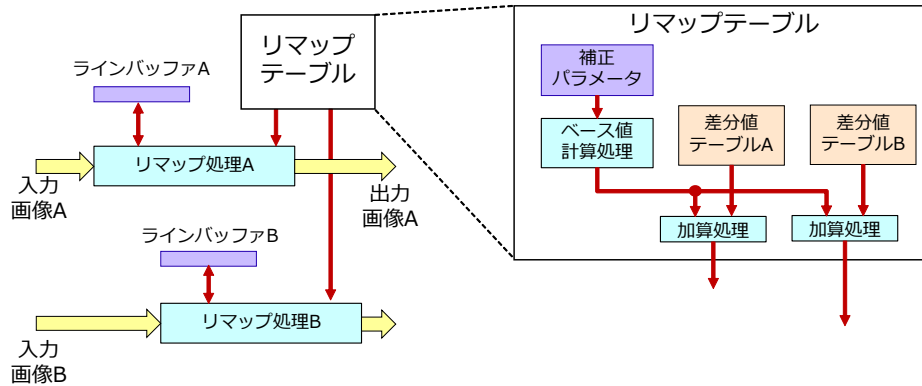 リマップ
テーブル
ラインバッファA
リマップ処理A
入力
画像A
出力
画像A
ラインバッファB
リマップ処理B
入力
画像B
リマップテーブル
補正
パラメータ
ベース値
計算処理
差分値
テーブルA
差分値
テーブルB
加算処理
加算処理